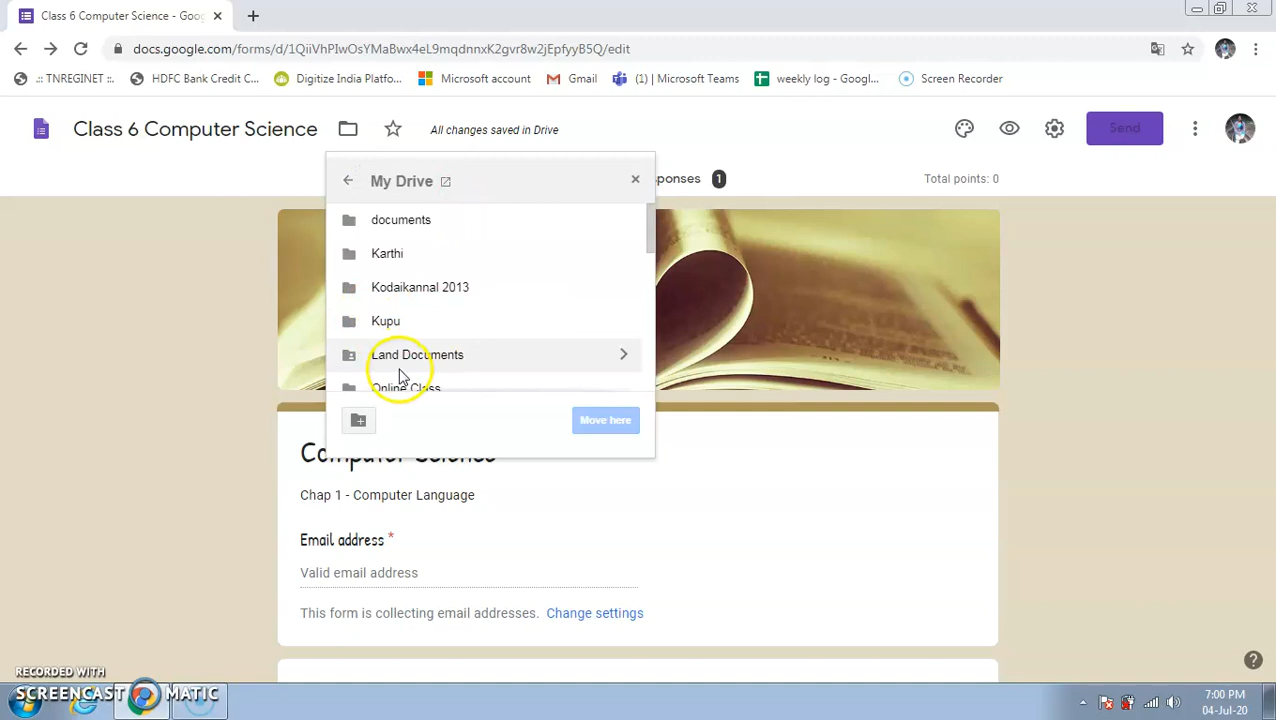 Class 6 Computer Science - Goo
docs.google.com/forms/d/1QiiVhPIwOsYMaBwx4eL9mqdnnxK2gvr8w2jEpfyyB5Q/edit
.:: TNREGINET ::. HDFC Bank Credit C... Digitize India Platfo... Microsoft account Gmail (1) | Microsoft Teams weekly log - Googl... Screen Recorder
Class 6 Computer Science All changes saved in Drive Send
My Drive × ponses 1 Total points: 0
documents
Karthi
Kodaikannal 2013
Kupu
Land Documents
Online Class
Move here
Computer Science
Chap 1 - Computer Language
Email address *
Valid email address
This form is collecting email addresses. Change settings
RECORDED WITH
SCREENCAST MATIC
7:00 PM
04-Jul-20